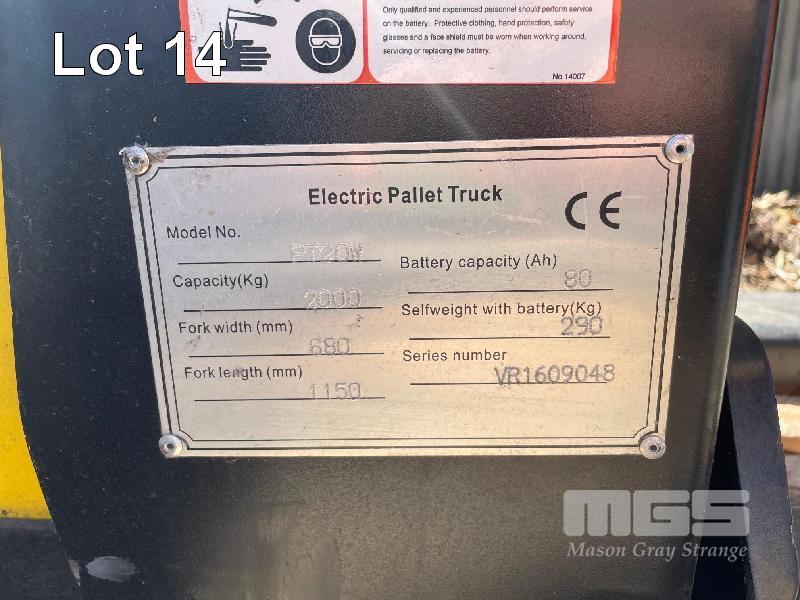 Only qualified and experienced personnel should perform service
on the battery. Protective clothing, hand protection, safety
glasses and a face shield must be worn when working around,
servicing or replacing the battery.
No.14007
Lot 14
Electric Pallet Truck
CE
Model No. PT20W
Capacity(Kg) 2000
Fork width (mm) 680
Fork length (mm) 1150
Battery capacity (Ah) 80
Selfweight with battery(Kg) 290
Series number VR1609048
MGS
Mason Gray Strange